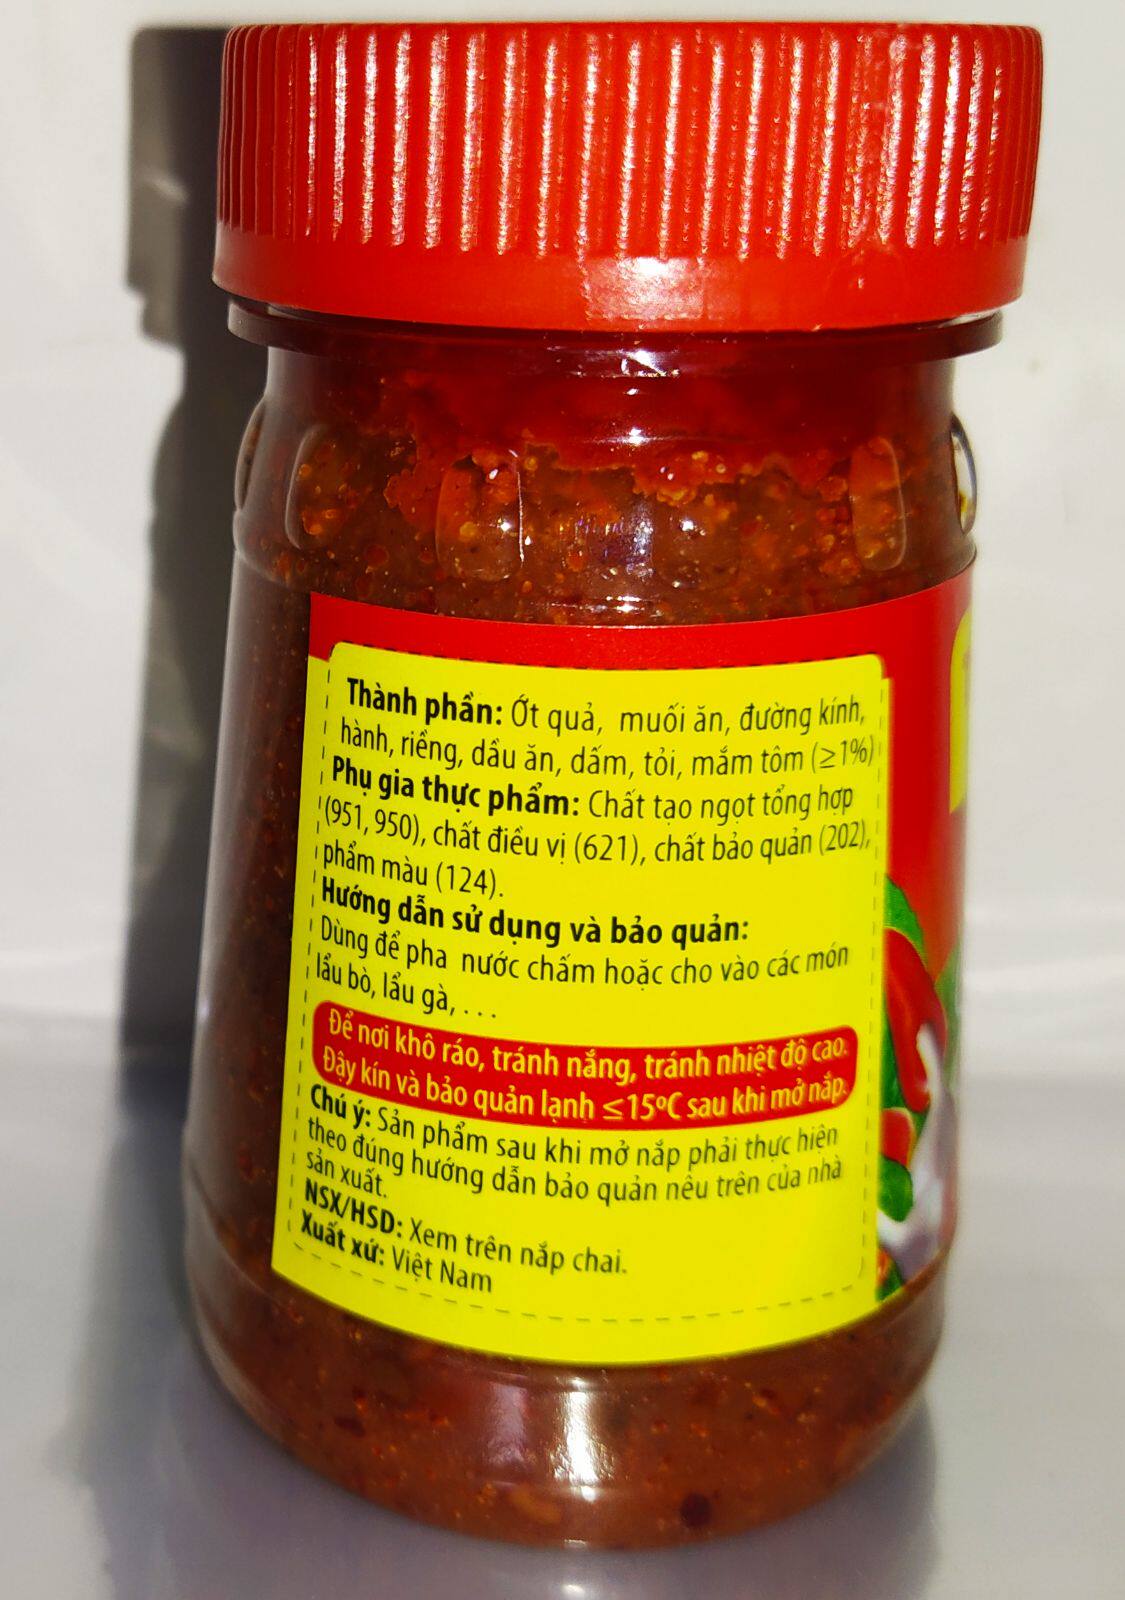 Thành phần: Ớt quả, muối ăn, đường kính,
hành, riềng, dầu ăn, dấm, tỏi, mắm tôm (≥1%)
Phụ gia thực phẩm: Chất tạo ngọt tổng hợp
(951, 950), chất điều vị (621), chất bảo quản (202),
phẩm màu (124).
Hướng dẫn sử dụng và bảo quản:
Dùng để pha nước chấm hoặc cho vào các món
lẩu bò, lẩu gà, . . .
Để nơi khô ráo, tránh nắng, tránh nhiệt độ cao.
Đậy kín và bảo quản lạnh ≤15ºC sau khi mở nắp.
Chú ý: Sản phẩm sau khi mở nắp phải thực hiện
theo đúng hướng dẫn bảo quản nêu trên của nhà
sản xuất.
NSX/HSD: Xem trên nắp chai.
Xuất xứ: Việt Nam